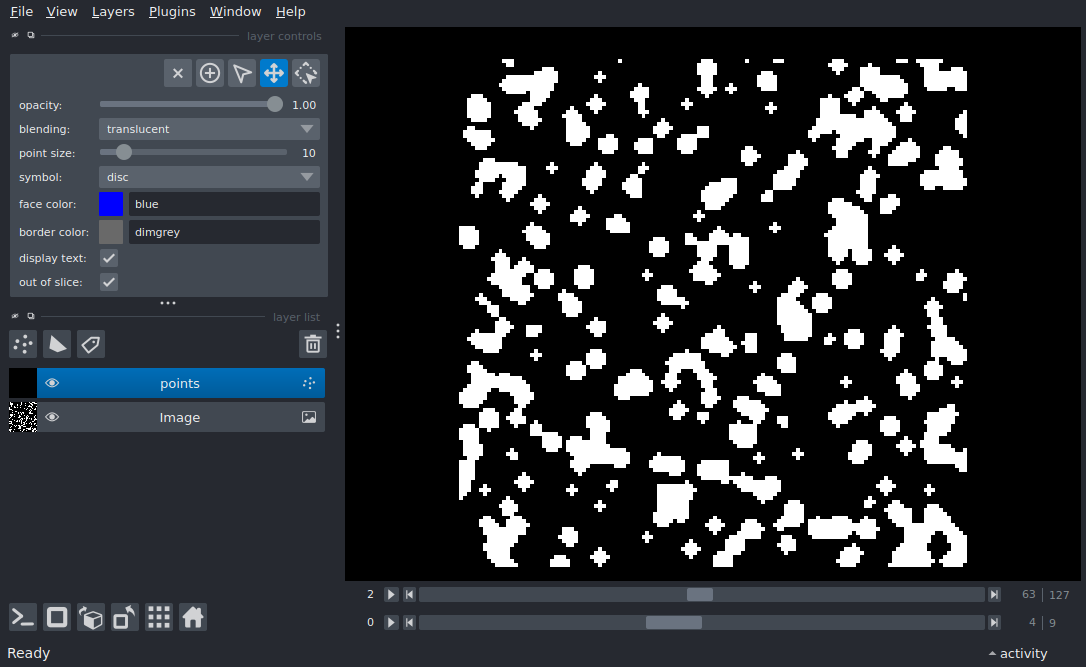 File View Layers Plugins Window Help
layer controls
opacity: 1.00
blending: translucent
point size: 10
symbol: disc
face color: blue
border color: dimgrey
display text:
out of slice:
layer list
points
Image
2 63 127
0 4 9
Ready activity